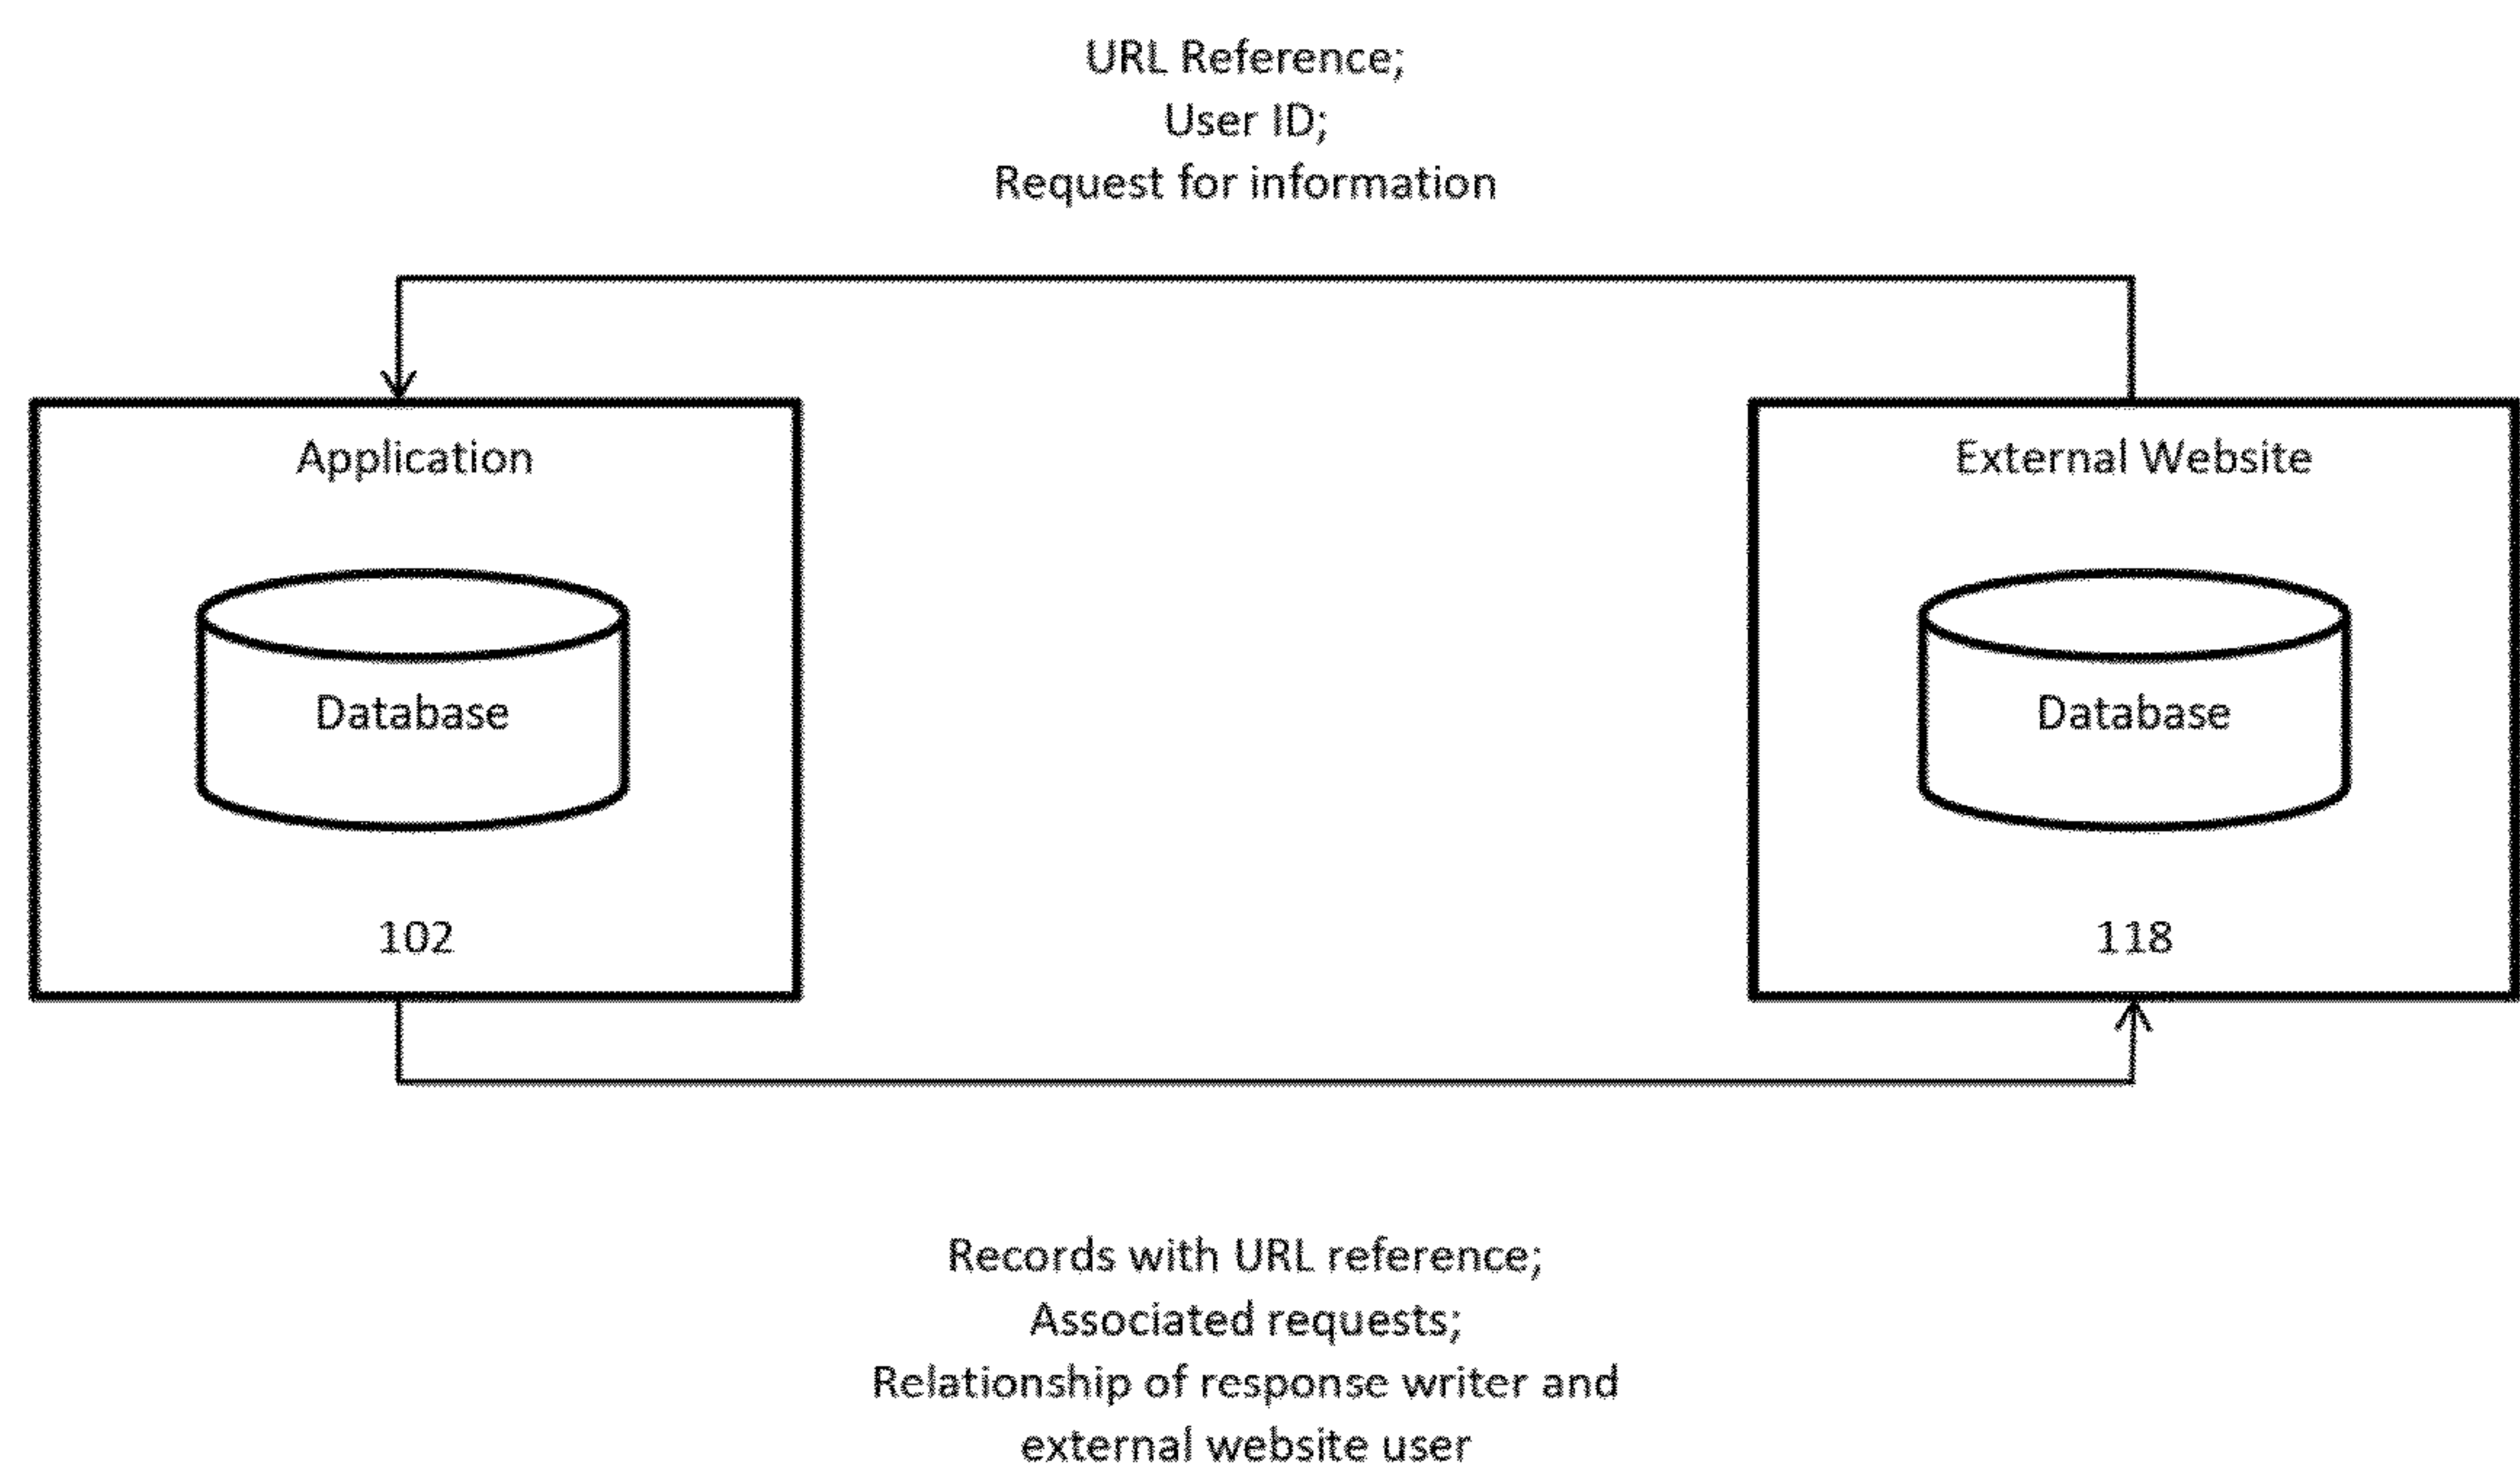 URL Reference;
User ID;
Request for information
Application
External Website
Database
Database
102
118
Records with URL reference;
Associated requests;
Relationship of response writer and
external website user